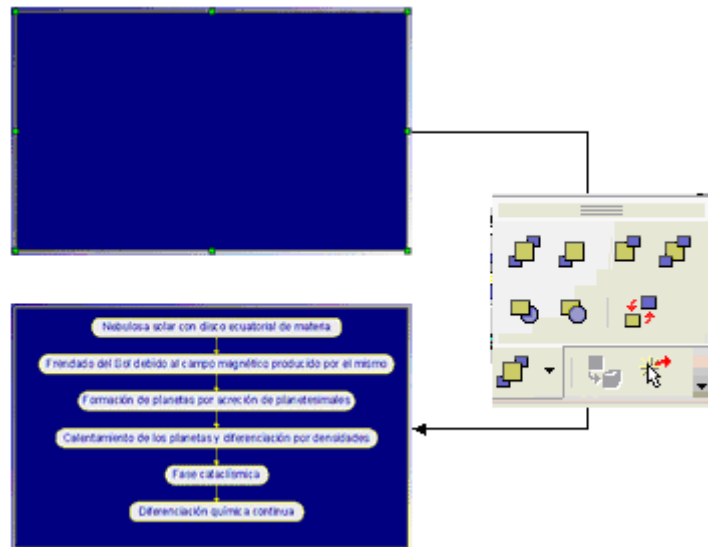 Nebulosa solar con disco ecuatorial de materia
Frendado del Sol debido al campo magnético producido por el mismo
Formación de planetas por acreción de planetesimales
Calentamiento de los planetas y diferenciación por densidades
Fase cataclísmica
Diferenciación química continua